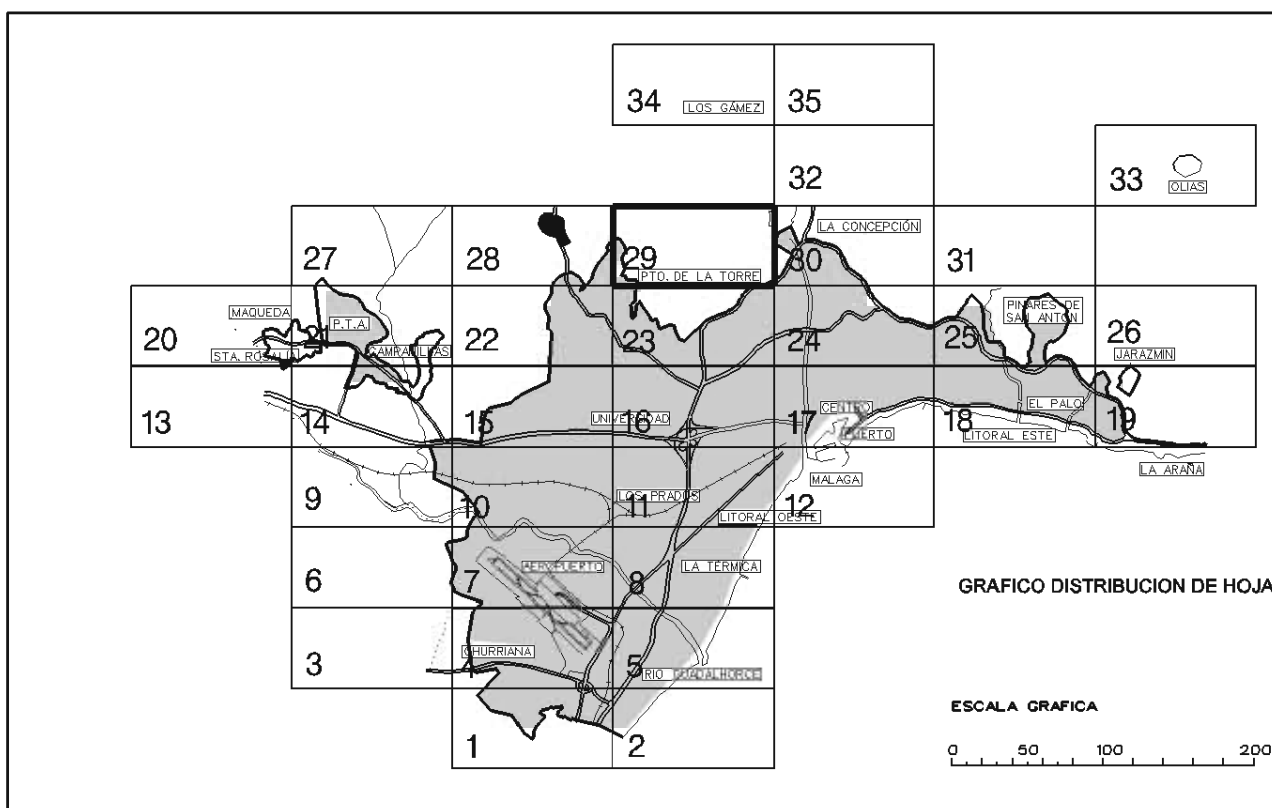 34 LOS GÁMEZ 35
32 33
OLIAS
27 28 29 30 LA CONCEPCIÓN 31
PTO. DE LA TORRE
MAQUEDA P.T.A. PINARES DE
SAN ANTÓN
20 21 22 23 24 25 26
STA. ROSALIA CAMPANILLAS JARAZMIN
13 14 15 UNIVERSIDAD 16 17 CENTRO 18 EL PALO 19
PUERTO LITORAL ESTE
LA ARAÑA
MALAGA
9 10 LOS PRADOS 11 12
LITORAL OESTE
6 7 AEROPUERTO 8 LA TÉRMICA
GRAFICO DISTRIBUCION DE HOJA
3 CHURRIANA 5 RIO GUADALHORCE
ESCALA GRAFICA
1 2
0 50 100 200